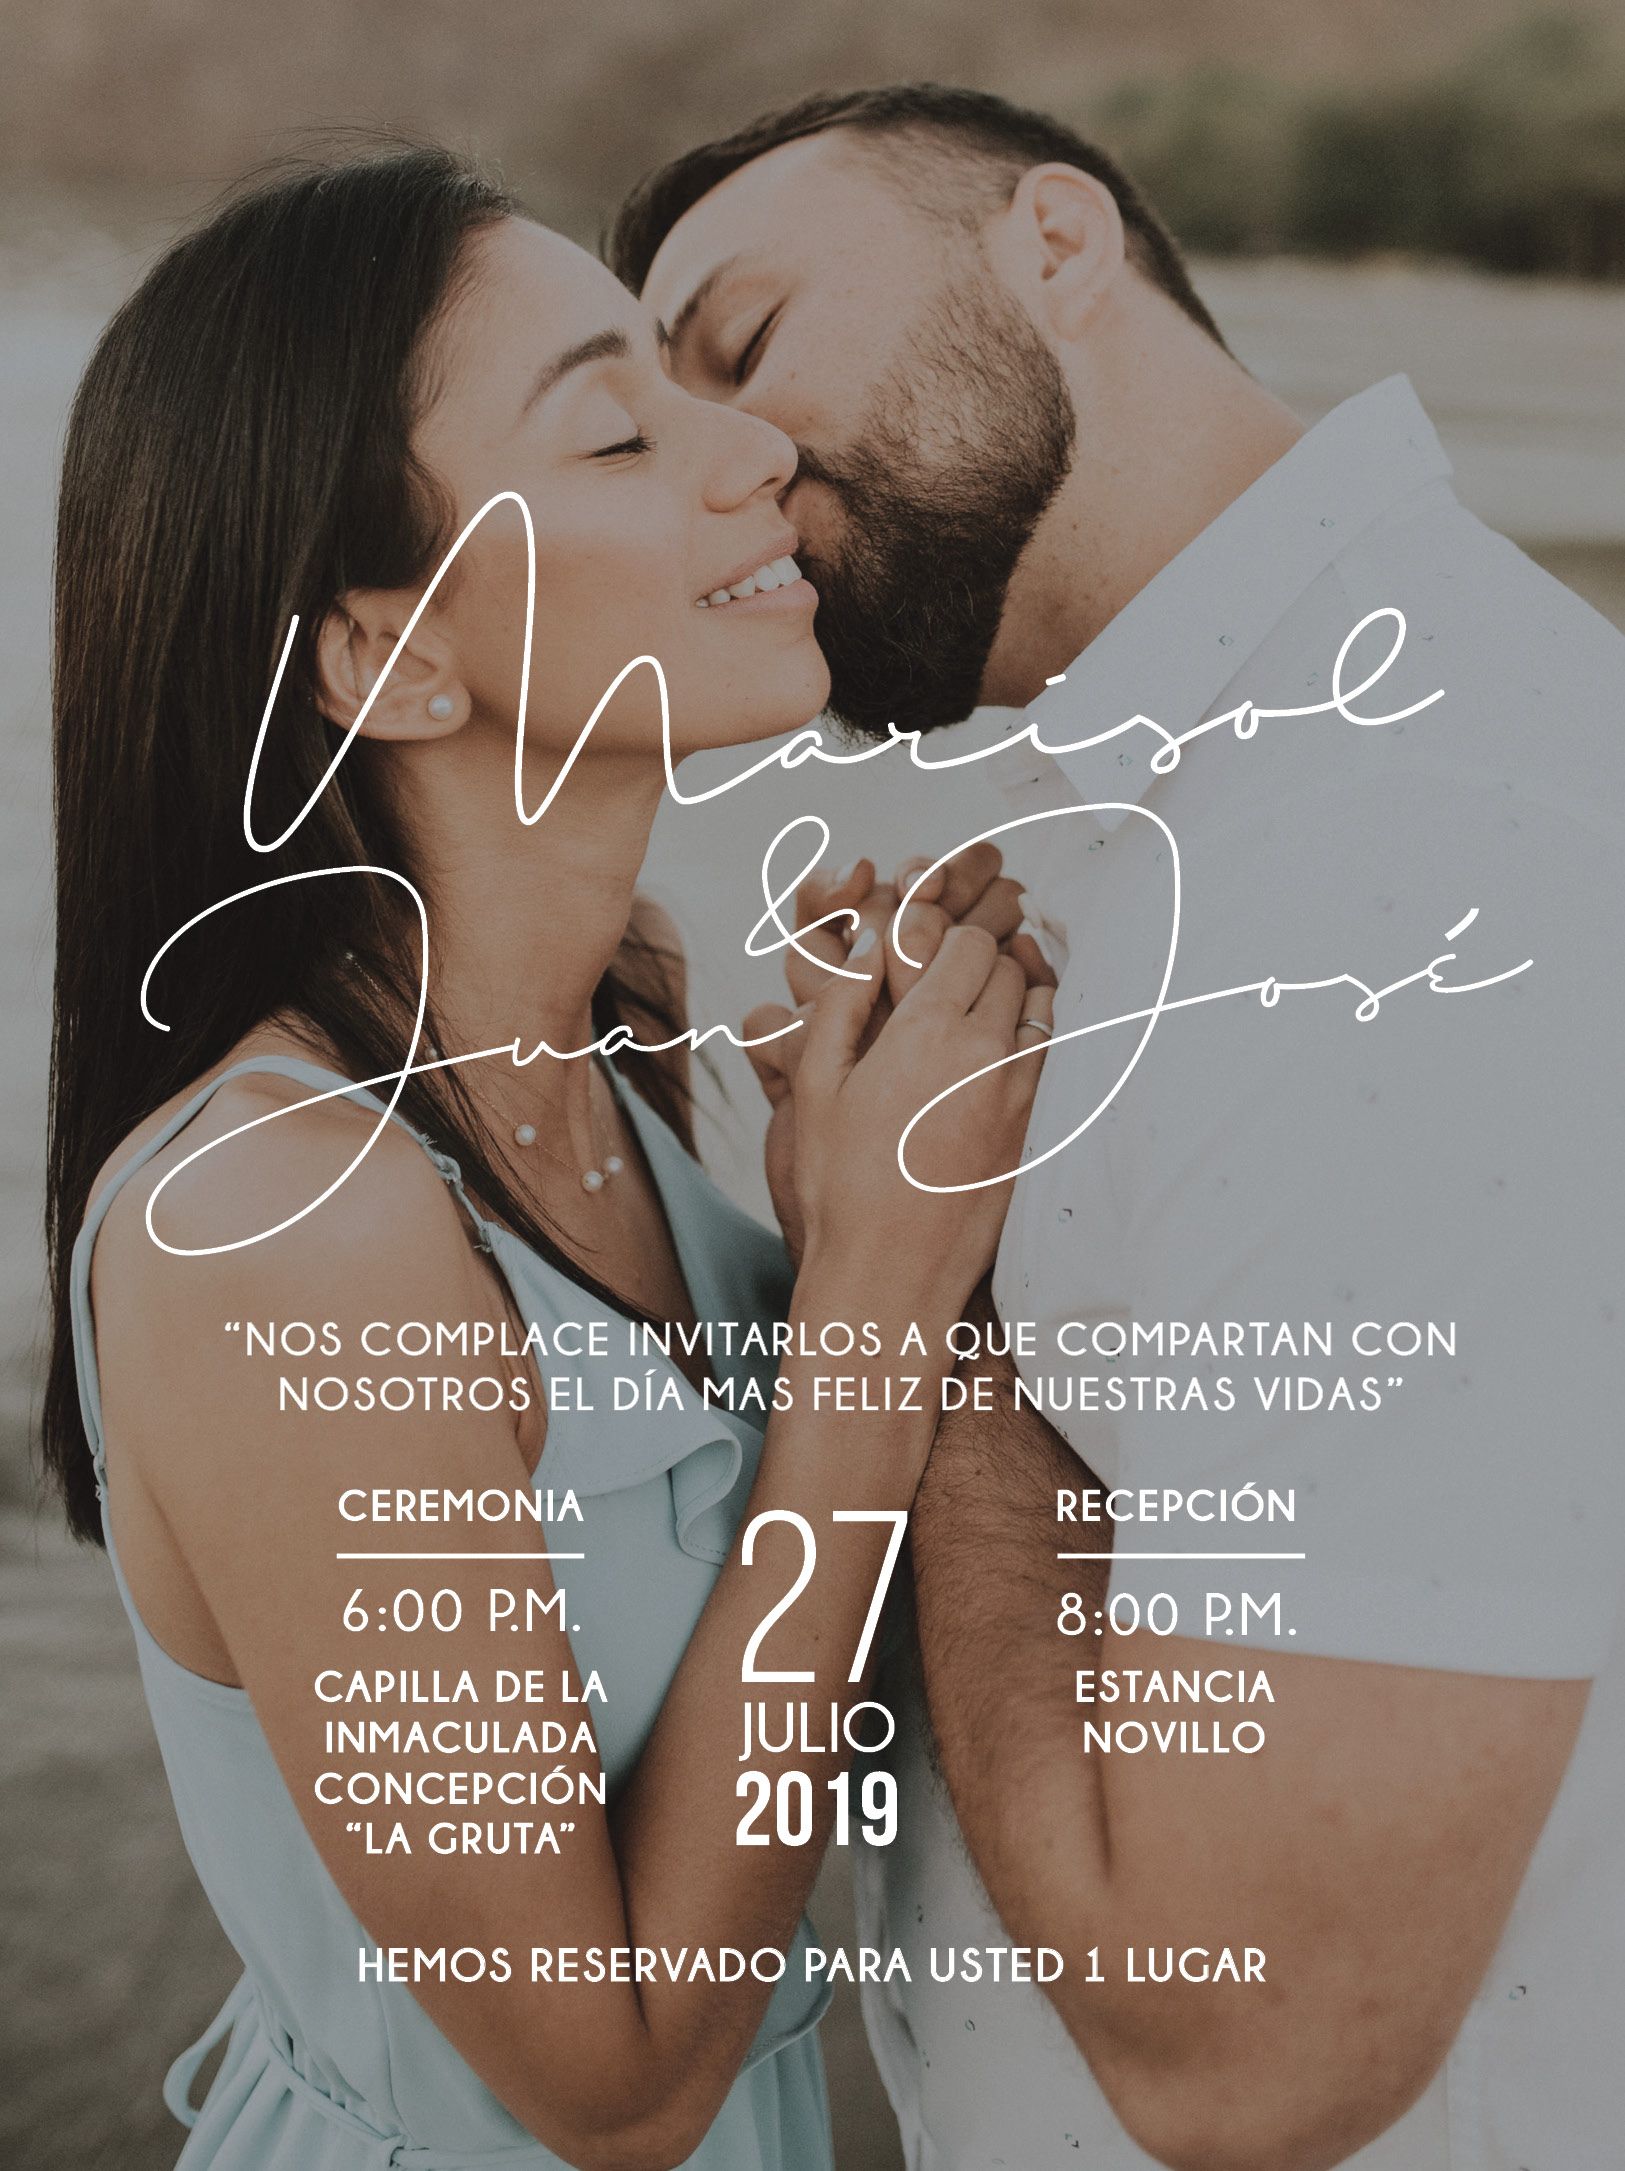 Marisol
&
Juan José
“NOS COMPLACE INVITARLOS A QUE COMPARTAN CON
NOSOTROS EL DÍA MAS FELIZ DE NUESTRAS VIDAS”
CEREMONIA
6:00 P.M.
CAPILLA DE LA
INMACULADA
CONCEPCIÓN
“LA GRUTA”
27
JULIO
2019
RECEPCIÓN
8:00 P.M.
ESTANCIA
NOVILLO
HEMOS RESERVADO PARA USTED 1 LUGAR